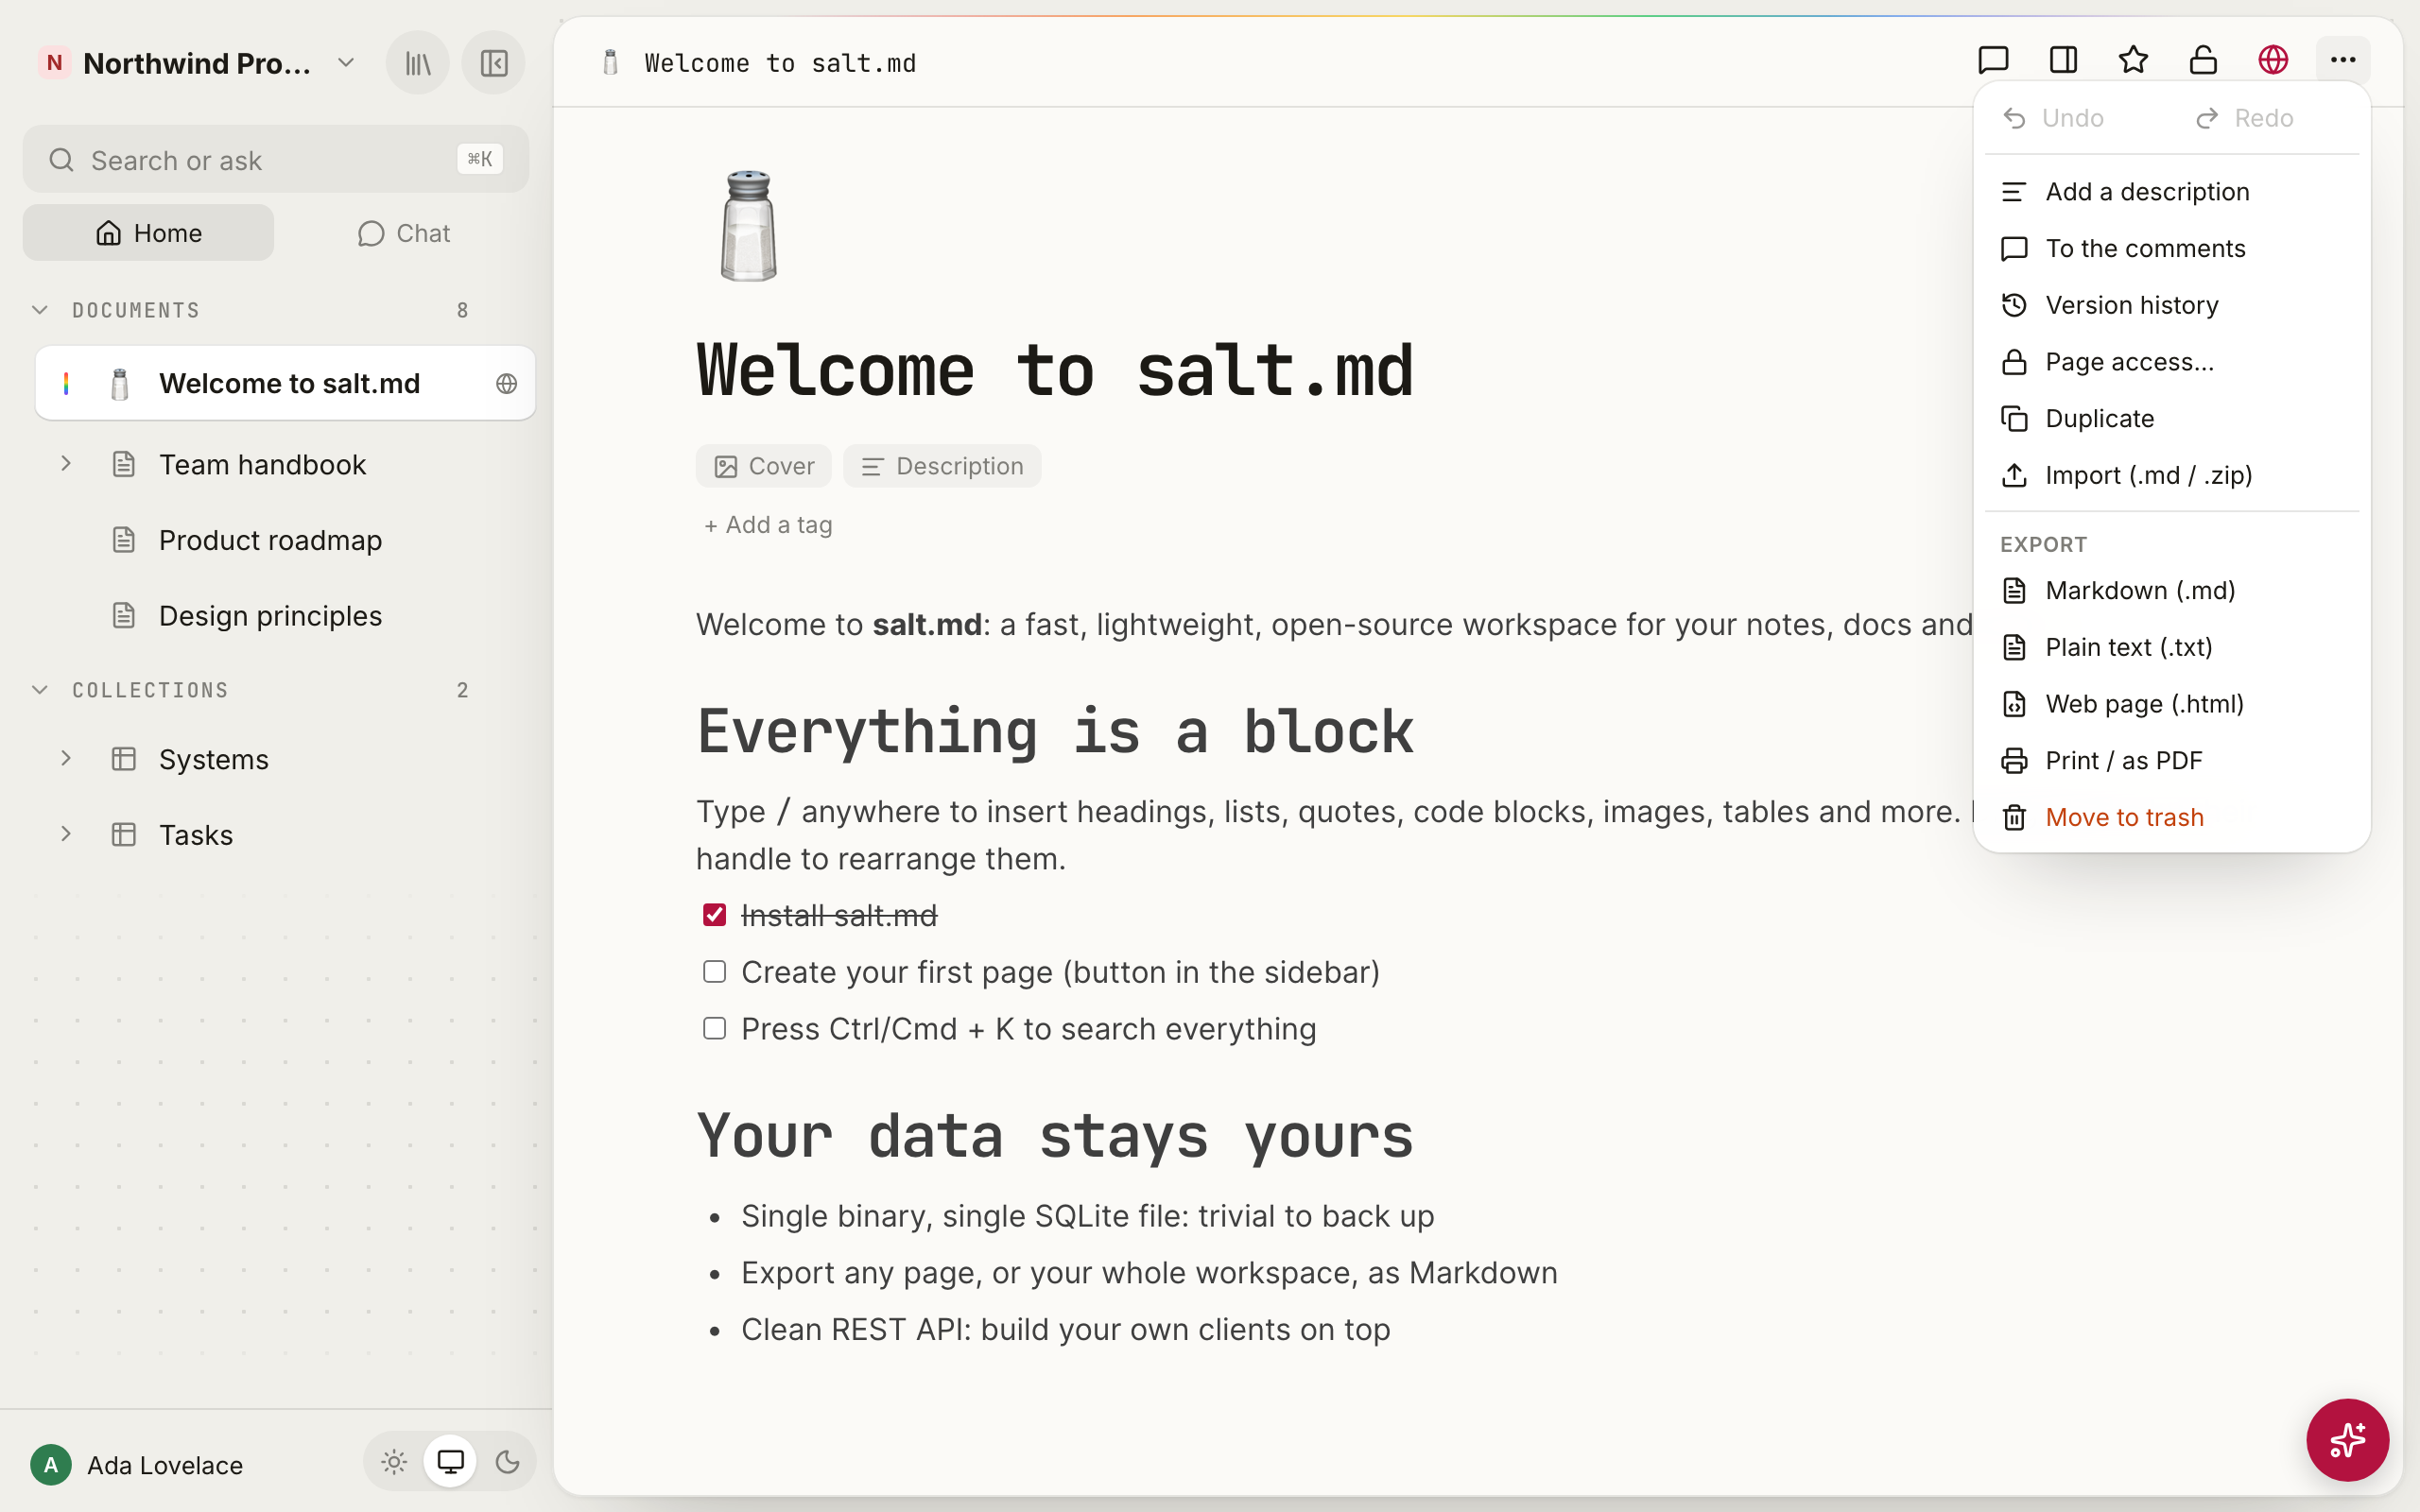 N Northwind Pro...
Search or ask ⌘K
Home Chat
DOCUMENTS 8
Welcome to salt.md
Team handbook
Product roadmap
Design principles
COLLECTIONS 2
Systems
Tasks
A Ada Lovelace
Welcome to salt.md
Welcome to salt.md
Cover Description
+ Add a tag
Welcome to salt.md: a fast, lightweight, open-source workspace for your notes, docs and
Everything is a block
Type / anywhere to insert headings, lists, quotes, code blocks, images, tables and more.
handle to rearrange them.
Install salt.md
Create your first page (button in the sidebar)
Press Ctrl/Cmd + K to search everything
Your data stays yours
• Single binary, single SQLite file: trivial to back up
• Export any page, or your whole workspace, as Markdown
• Clean REST API: build your own clients on top
Undo Redo
Add a description
To the comments
Version history
Page access...
Duplicate
Import (.md / .zip)
EXPORT
Markdown (.md)
Plain text (.txt)
Web page (.html)
Print / as PDF
Move to trash